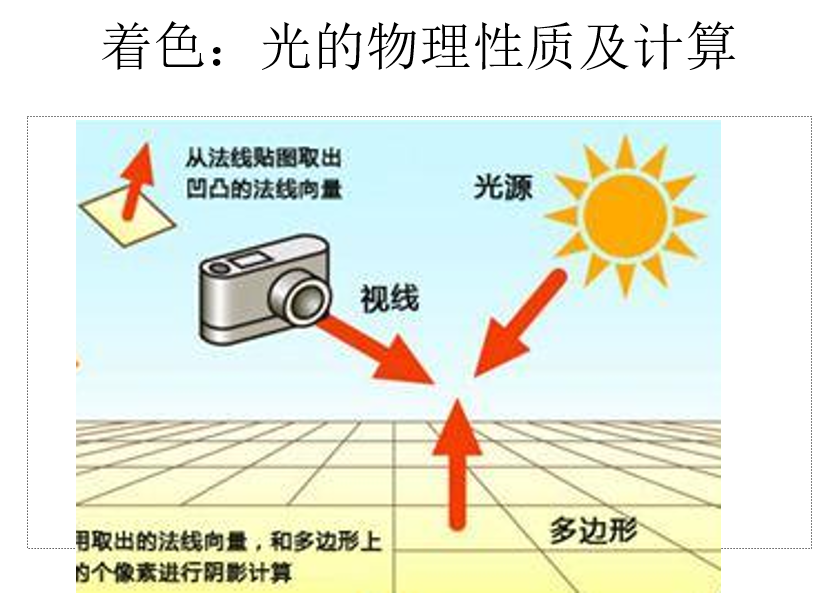 着色：光的物理性质及计算
从法线贴图取出
凹凸的法线向量
光源
视线
多边形
用取出的法线向量，和多边形上
的个像素进行阴影计算